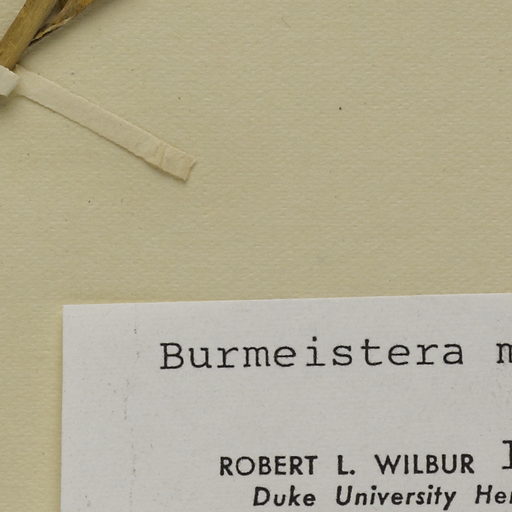 Burmeistera
ROBERT L. WILBUR
Duke University